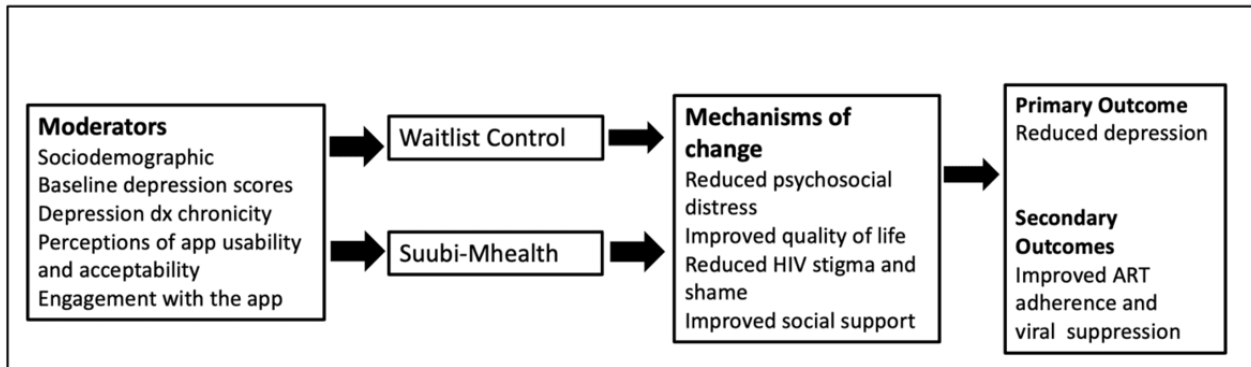 Moderators
Sociodemographic
Baseline depression scores
Depression dx chronicity
Perceptions of app usability
and acceptability
Engagement with the app
Waitlist Control
Suubi-Mhealth
Mechanisms of
change
Reduced psychosocial
distress
Improved quality of life
Reduced HIV stigma and
shame
Improved social support
Primary Outcome
Reduced depression
Secondary
Outcomes
Improved ART
adherence and
viral suppression